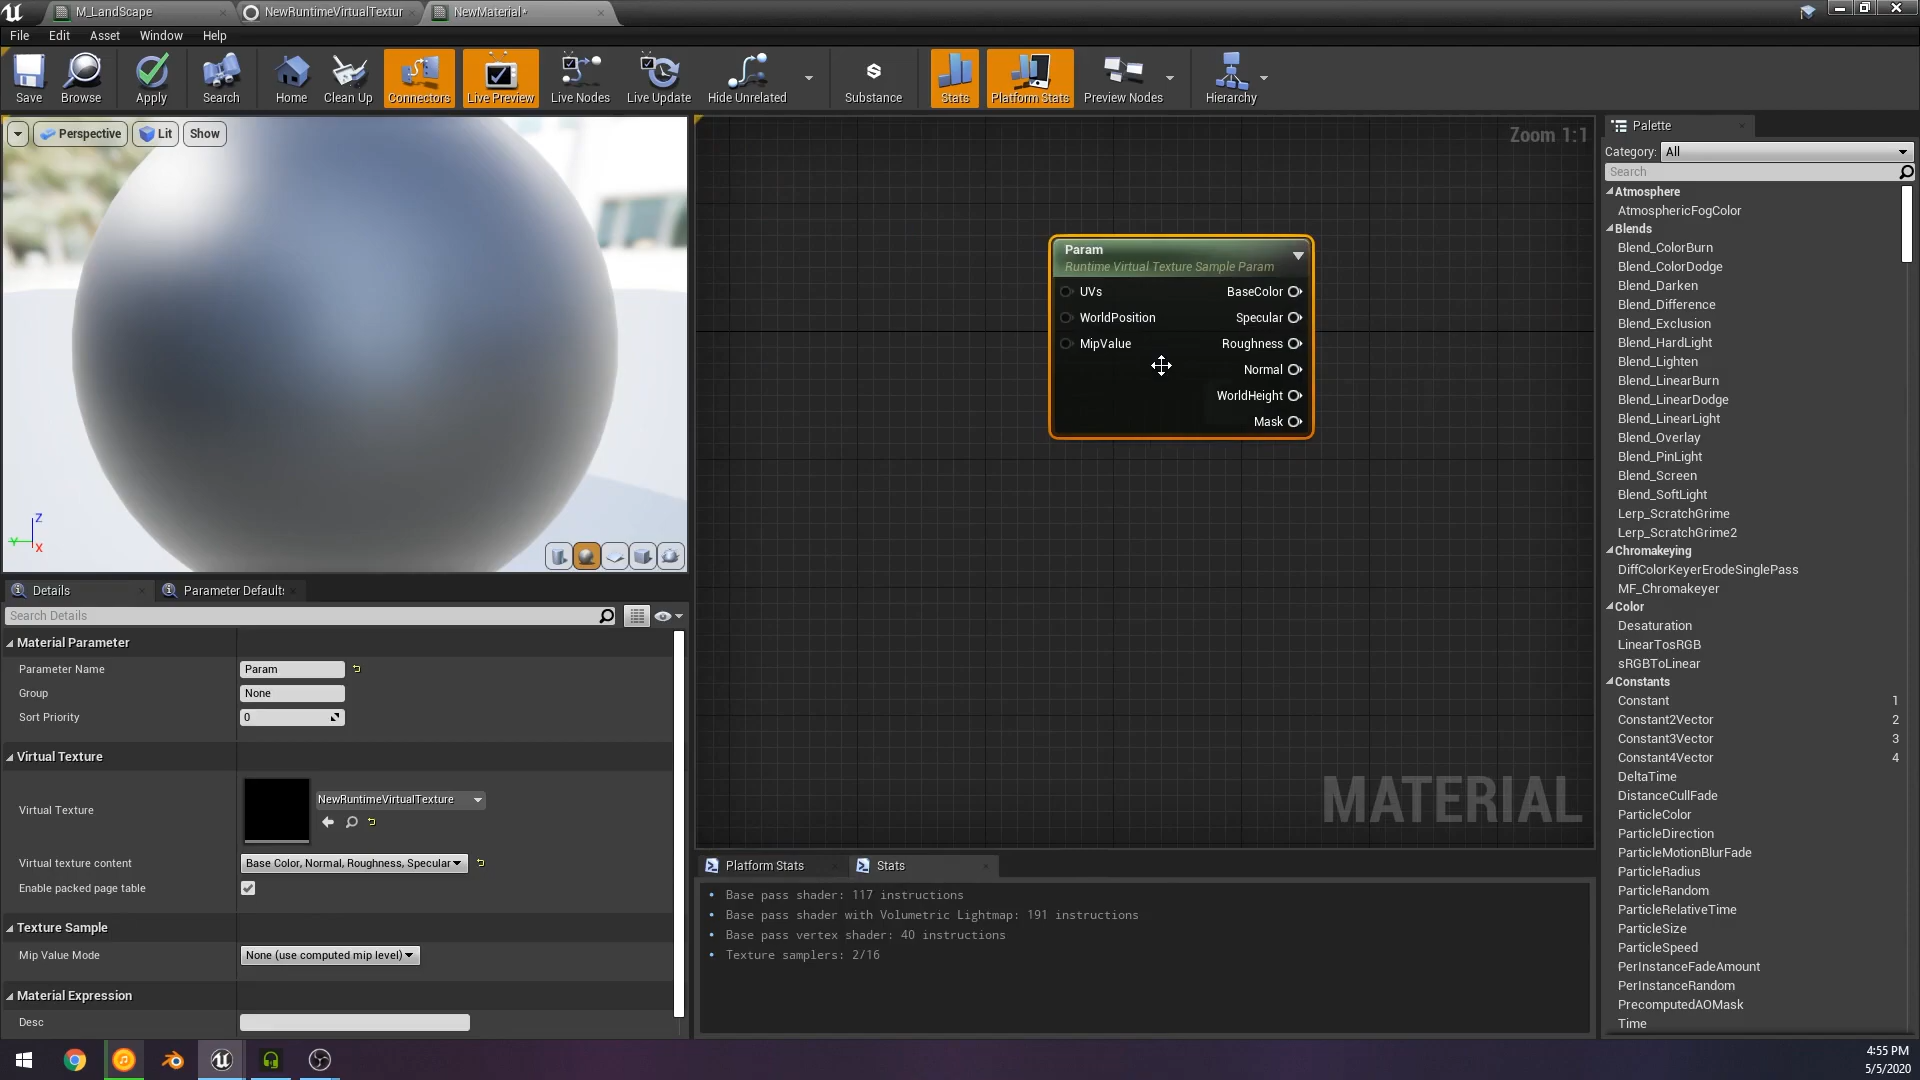 M_LandScape
NewRuntimeVirtualTextur
NewMaterial*
File Edit Asset Window Help
Save
Browse
Apply
Search
Home
Clean Up
Connectors
Live Preview
Live Nodes
Live Update
Hide Unrelated
Substance
Stats
Platform Stats
Preview Nodes
Hierarchy
Perspective
Lit
Show
Z
Y
X
Zoom 1:1
Param
Runtime Virtual Texture Sample Param
UVs BaseColor
WorldPosition Specular
MipValue Roughness
Normal
WorldHeight
Mask
MATERIAL
Details
Parameter Defaults
Search Details
Material Parameter
Parameter Name Param
Group None
Sort Priority 0
Virtual Texture
Virtual Texture NewRuntimeVirtualTexture
Virtual texture content Base Color, Normal, Roughness, Specular
Enable packed page table
Texture Sample
Mip Value Mode None (use computed mip level)
Material Expression
Desc
Platform Stats
Stats
• Base pass shader: 117 instructions
• Base pass shader with Volumetric Lightmap: 191 instructions
• Base pass vertex shader: 40 instructions
• Texture samplers: 2/16
Palette
Category: All
Search
Atmosphere
AtmosphericFogColor
Blends
Blend_ColorBurn
Blend_ColorDodge
Blend_Darken
Blend_Difference
Blend_Exclusion
Blend_HardLight
Blend_Lighten
Blend_LinearBurn
Blend_LinearDodge
Blend_LinearLight
Blend_Overlay
Blend_PinLight
Blend_Screen
Blend_SoftLight
Lerp_ScratchGrime
Lerp_ScratchGrime2
Chromakeying
DiffColorKeyerErodeSinglePass
MF_Chromakeyer
Color
Desaturation
LinearTosRGB
sRGBToLinear
Constants
Constant 1
Constant2Vector 2
Constant3Vector 3
Constant4Vector 4
DeltaTime
DistanceCullFade
ParticleColor
ParticleDirection
ParticleMotionBlurFade
ParticleRadius
ParticleRandom
ParticleRelativeTime
ParticleSize
ParticleSpeed
PerInstanceFadeAmount
PerInstanceRandom
PrecomputedAOMask
Time
4:55 PM
5/5/2020